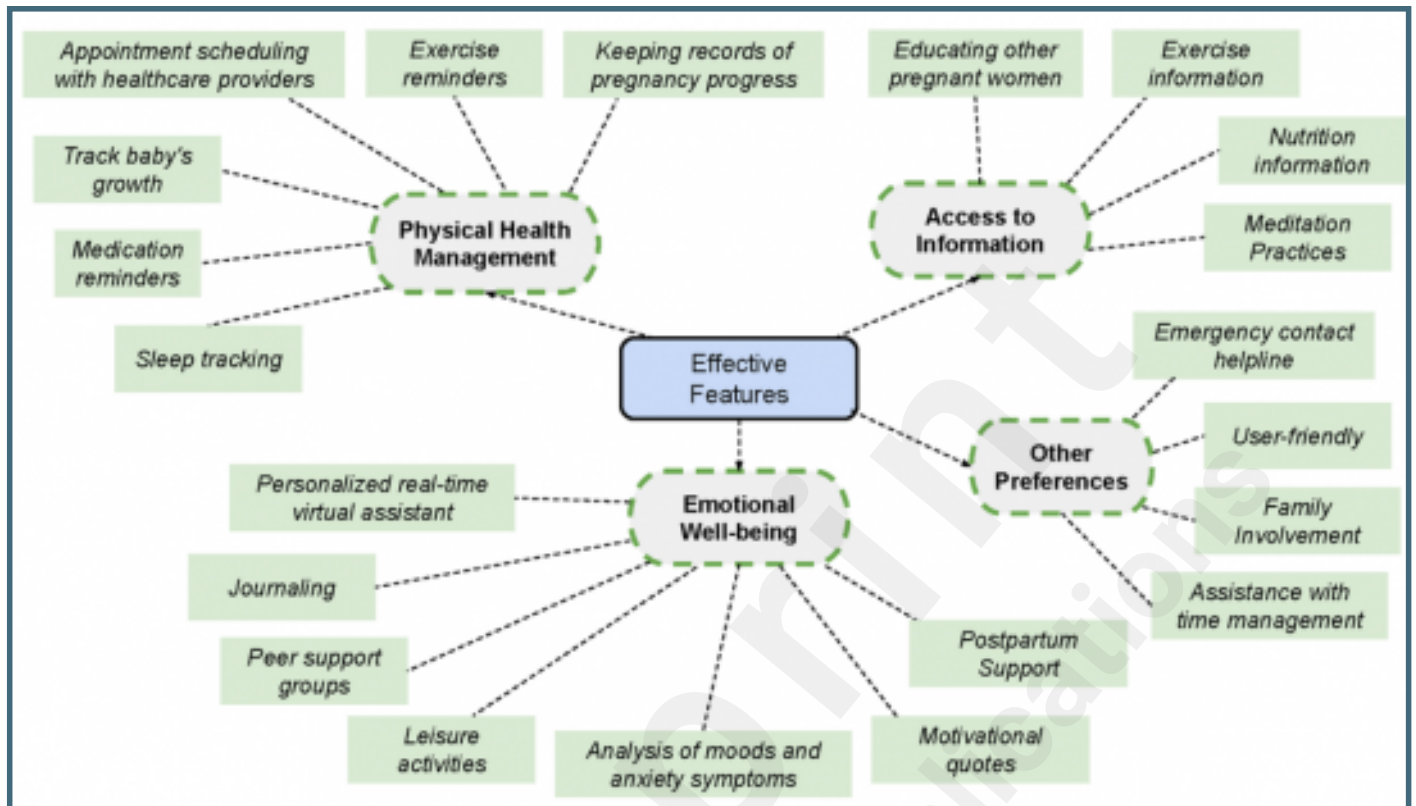 Appointment scheduling
with healthcare providers
Exercise
reminders
Keeping records of
pregnancy progress
Educating other
pregnant women
Exercise
information
Track baby's
growth
Nutrition
information
Physical Health
Management
Access to
Information
Medication
reminders
Meditation
Practices
Sleep tracking
Effective
Features
Emergency contact
helpline
User-friendly
Other
Preferences
Personalized real-time
virtual assistant
Emotional
Well-being
Family
Involvement
Journaling
Assistance with
time management
Peer support
groups
Postpartum
Support
Leisure
activities
Analysis of moods and
anxiety symptoms
Motivational
quotes